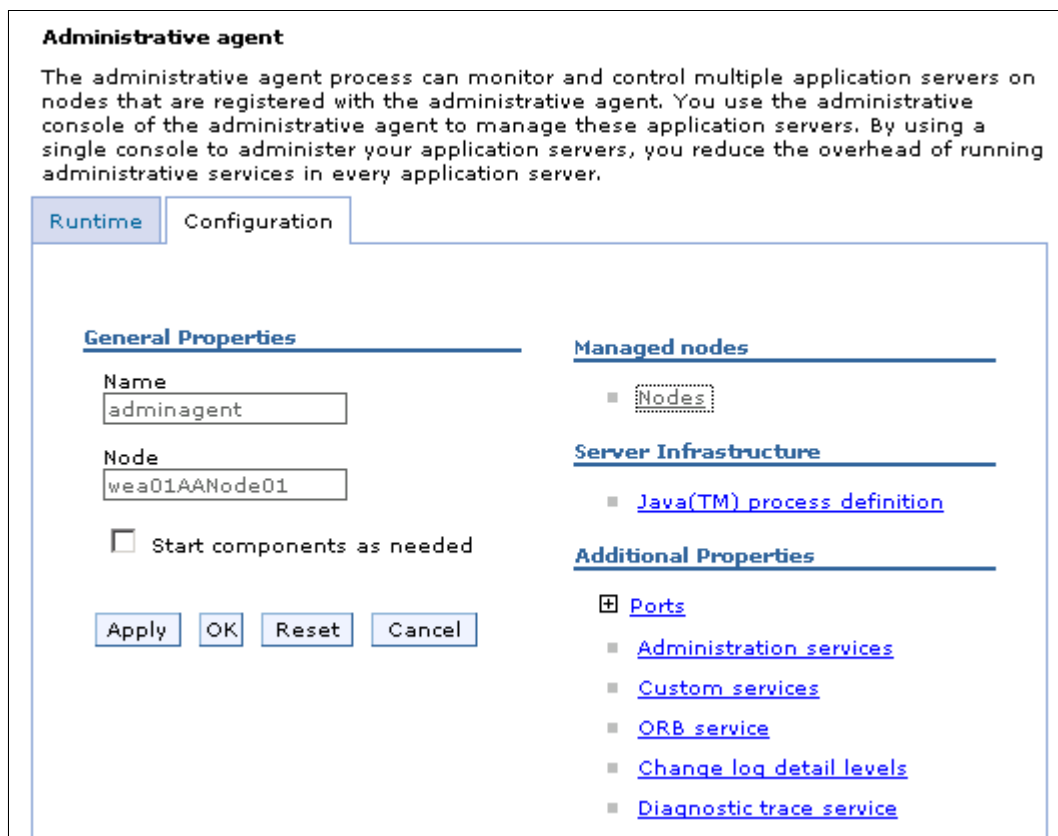 Administrative agent
The administrative agent process can monitor and control multiple application servers on
nodes that are registered with the administrative agent. You use the administrative
console of the administrative agent to manage these application servers. By using a
single console to administer your application servers, you reduce the overhead of running
administrative services in every application server.
Runtime
Configuration
General Properties
Name
adminagent
Node
wea01AANode01
Start components as needed
Apply
OK
Reset
Cancel
Managed nodes
Nodes
Server Infrastructure
Java(TM) process definition
Additional Properties
Ports
Administration services
Custom services
ORB service
Change log detail levels
Diagnostic trace service